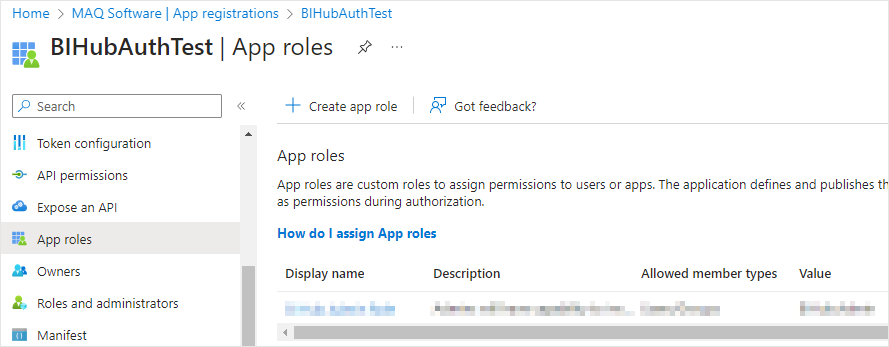 Home > MAQ Software | App registrations > BIHubAuthTest
BIHubAuthTest | App roles
Search
Create app role
Got feedback?
Token configuration
API permissions
Expose an API
App roles
Owners
Roles and administrators
Manifest
App roles
App roles are custom roles to assign permissions to users or apps. The application defines and publishes th
as permissions during authorization.
How do I assign App roles
Display name Description Allowed member types Value